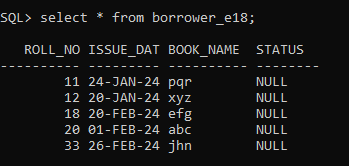 SQL> select * from borrower_e18;
ROLL_NO ISSUE_DAT BOOK_NAME STATUS
---------- --------- ---------- --------
11 24-JAN-24 pqr NULL
12 20-JAN-24 xyz NULL
18 20-FEB-24 efg NULL
20 01-FEB-24 abc NULL
33 26-FEB-24 jhn NULL